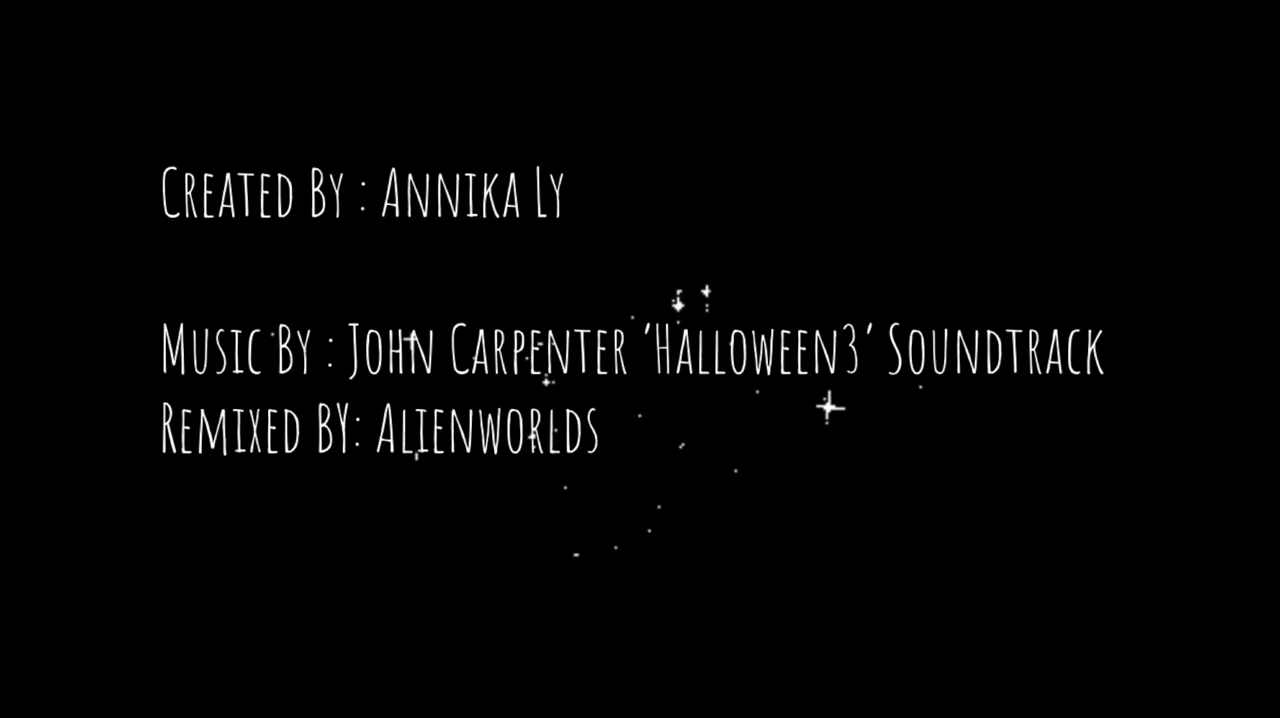 Created By : Annika Ly
Music By : John Carpenter 'Halloween3' Soundtrack
Remixed BY: Alienworlds